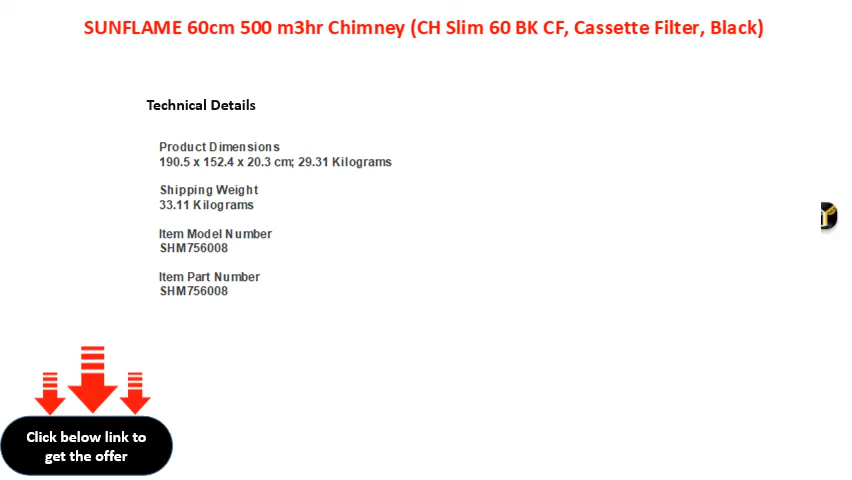 SUNFLAME 60cm 500 m3hr Chimney (CH Slim 60 BK CF, Cassette Filter, Black)
Technical Details
Product Dimensions
190.5 x 152.4 x 20.3 cm; 29.31 Kilograms
Shipping Weight
33.11 Kilograms
Item Model Number
SHM756008
Item Part Number
SHM756008
Click below link to
get the offer